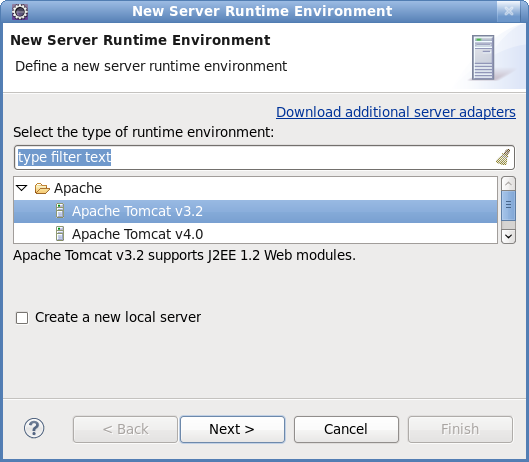 New Server Runtime Environment
New Server Runtime Environment
Define a new server runtime environment
Download additional server adapters
Select the type of runtime environment:
type filter text
Apache
Apache Tomcat v3.2
Apache Tomcat v4.0
Apache Tomcat v3.2 supports J2EE 1.2 Web modules.
Create a new local server
? < Back Next > Cancel Finish